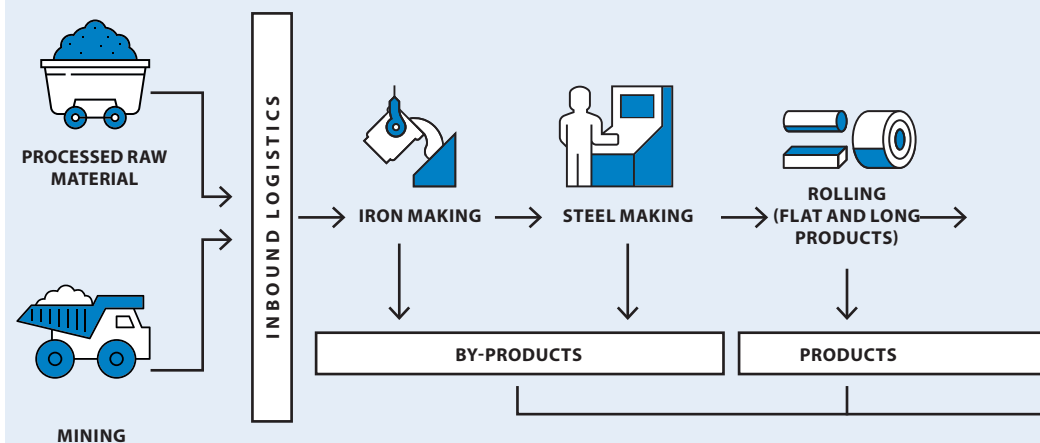 PROCESSED RAW
MATERIAL
MINING
INBOUND LOGISTICS
IRON MAKING
STEEL MAKING
ROLLING
(FLAT AND LONG
PRODUCTS)
BY-PRODUCTS
PRODUCTS